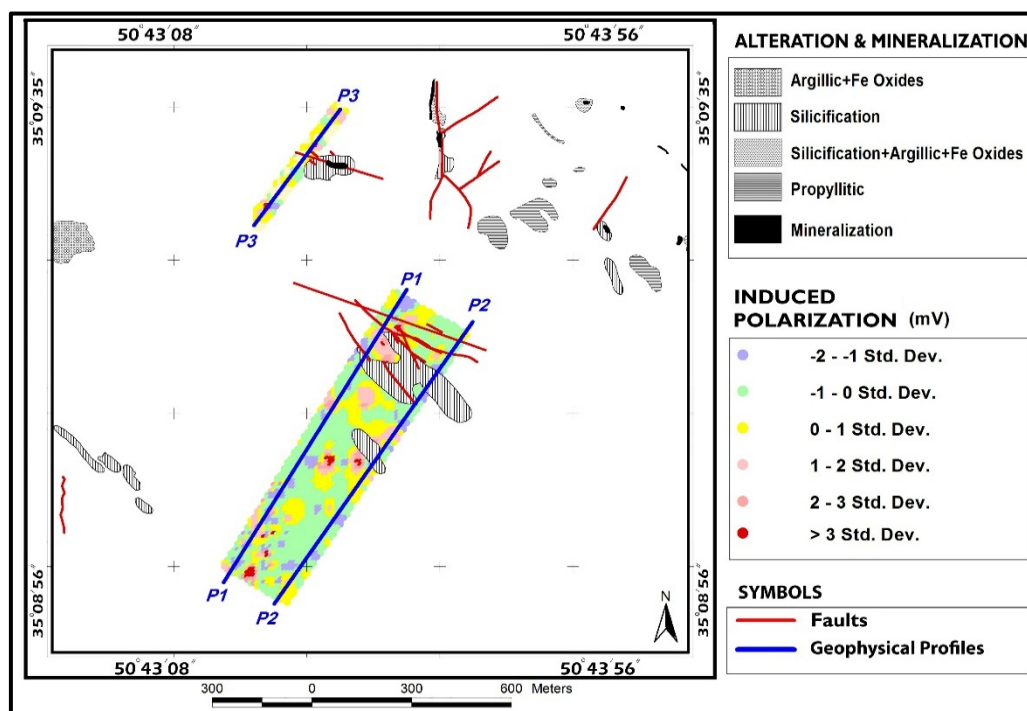 50° 43′ 08″ 50° 43′ 56″
35° 09′ 35″
35° 09′ 35″
P3
P3
P1
P2
P1
P2
35° 08′ 56″
35° 08′ 56″
N
50° 43′ 08″ 50° 43′ 56″
300 0 300 600 Meters
ALTERATION & MINERALIZATION
Argillic+Fe Oxides
Silicification
Silicification+Argillic+Fe Oxides
Propyllitic
Mineralization
INDUCED
POLARIZATION (mV)
-2 - -1 Std. Dev.
-1 - 0 Std. Dev.
0 - 1 Std. Dev.
1 - 2 Std. Dev.
2 - 3 Std. Dev.
> 3 Std. Dev.
SYMBOLS
Faults
Geophysical Profiles